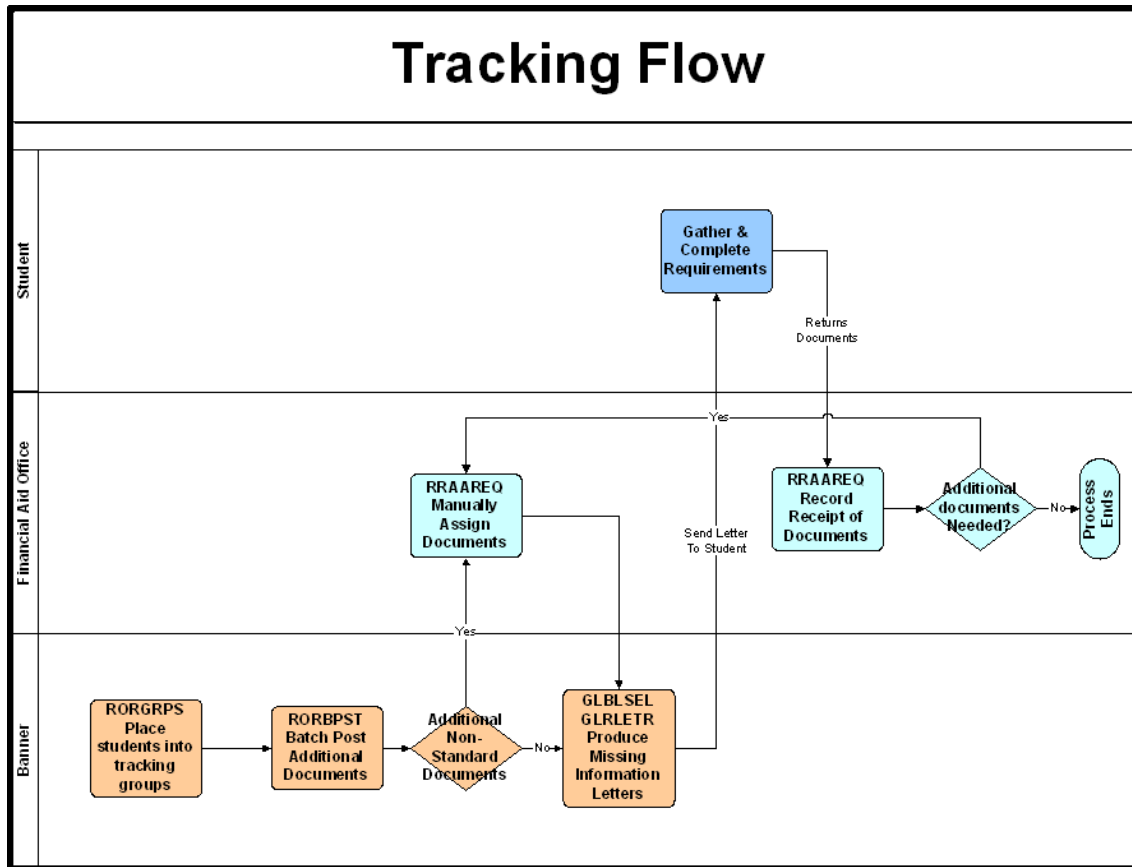 Tracking Flow
Student
Gather &
Complete
Requirements
Returns
Documents
Financial Aid Office
Yes
RRAAREQ
Manually
Assign
Documents
Send Letter
To Student
RRAAREQ
Record
Receipt of
Documents
Additional
documents
Needed?
No
Process
Ends
Banner
Yes
RORGRPS
Place
students into
tracking
groups
RORBPST
Batch Post
Additional
Documents
Additional
Non-
Standard
Documents
No
GLBLSEL
GLRLETR
Produce
Missing
Information
Letters